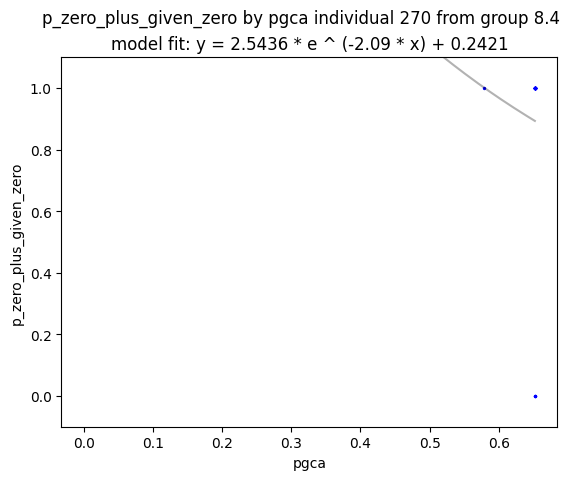 p_zero_plus_given_zero by pgca individual 270 from group 8.4
model fit: y = 2.5436 * e ^ (-2.09 * x) + 0.2421
1.0
0.8
0.6
0.4
0.2
0.0
p_zero_plus_given_zero
0.0 0.1 0.2 0.3 0.4 0.5 0.6
pgca